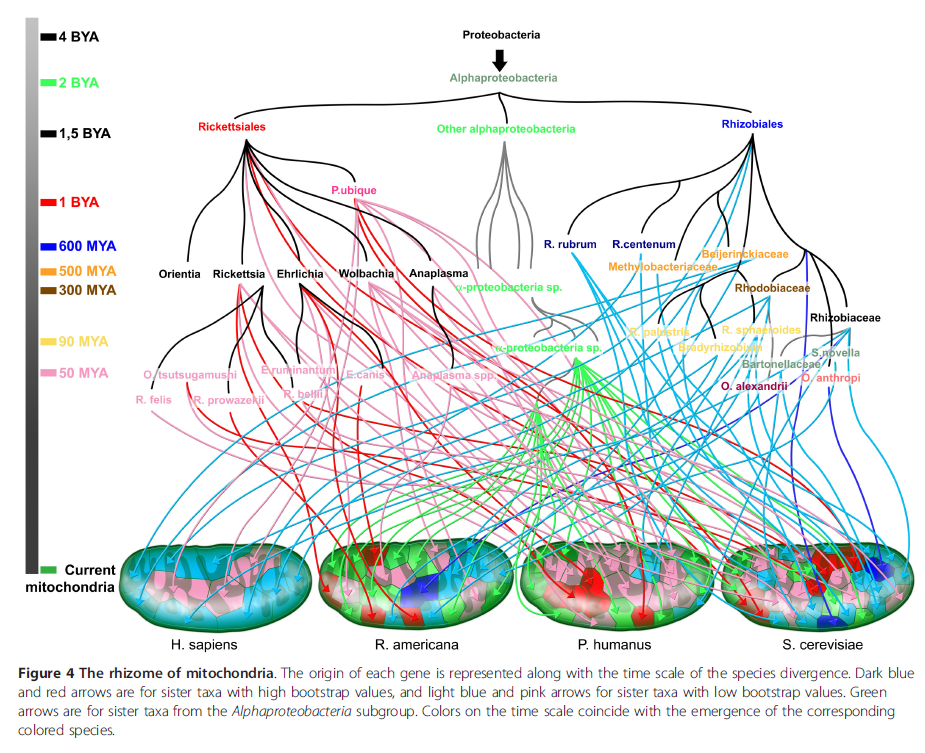 4 BYA
2 BYA
1,5 BYA
1 BYA
600 MYA
500 MYA
300 MYA
90 MYA
50 MYA
Current
mitochondria
Proteobacteria
Alphaproteobacteria
Rickettsiales
Other alphaproteobacteria
Rhizobiales
P.ubique
R. rubrum
R.centenum
Beijerinckiaceae
Methylobacteriaceae
Orientia
Rickettsia
Ehrlichia
Wolbachia
Anaplasma
α-proteobacteria sp.
Rhodobiaceae
Rhizobiaceae
R. palustris
R. sphaeroides
Bradyrhizobium
α-proteobacteria sp.
S.novella
Bartonellaceae
O. tsutsugamushi
E.ruminantum
E.canis
Anaplasma spp.
O. alexandrii
O. anthropi
R. felis
R. prowazekii
R. bellii
H. sapiens
R. americana
P. humanus
S. cerevisiae
Figure 4 The rhizome of mitochondria. The origin of each gene is represented along with the time scale of the species divergence. Dark blue
and red arrows are for sister taxa with high bootstrap values, and light blue and pink arrows for sister taxa with low bootstrap values. Green
arrows are for sister taxa from the Alphaproteobacteria subgroup. Colors on the time scale coincide with the emergence of the corresponding
colored species.